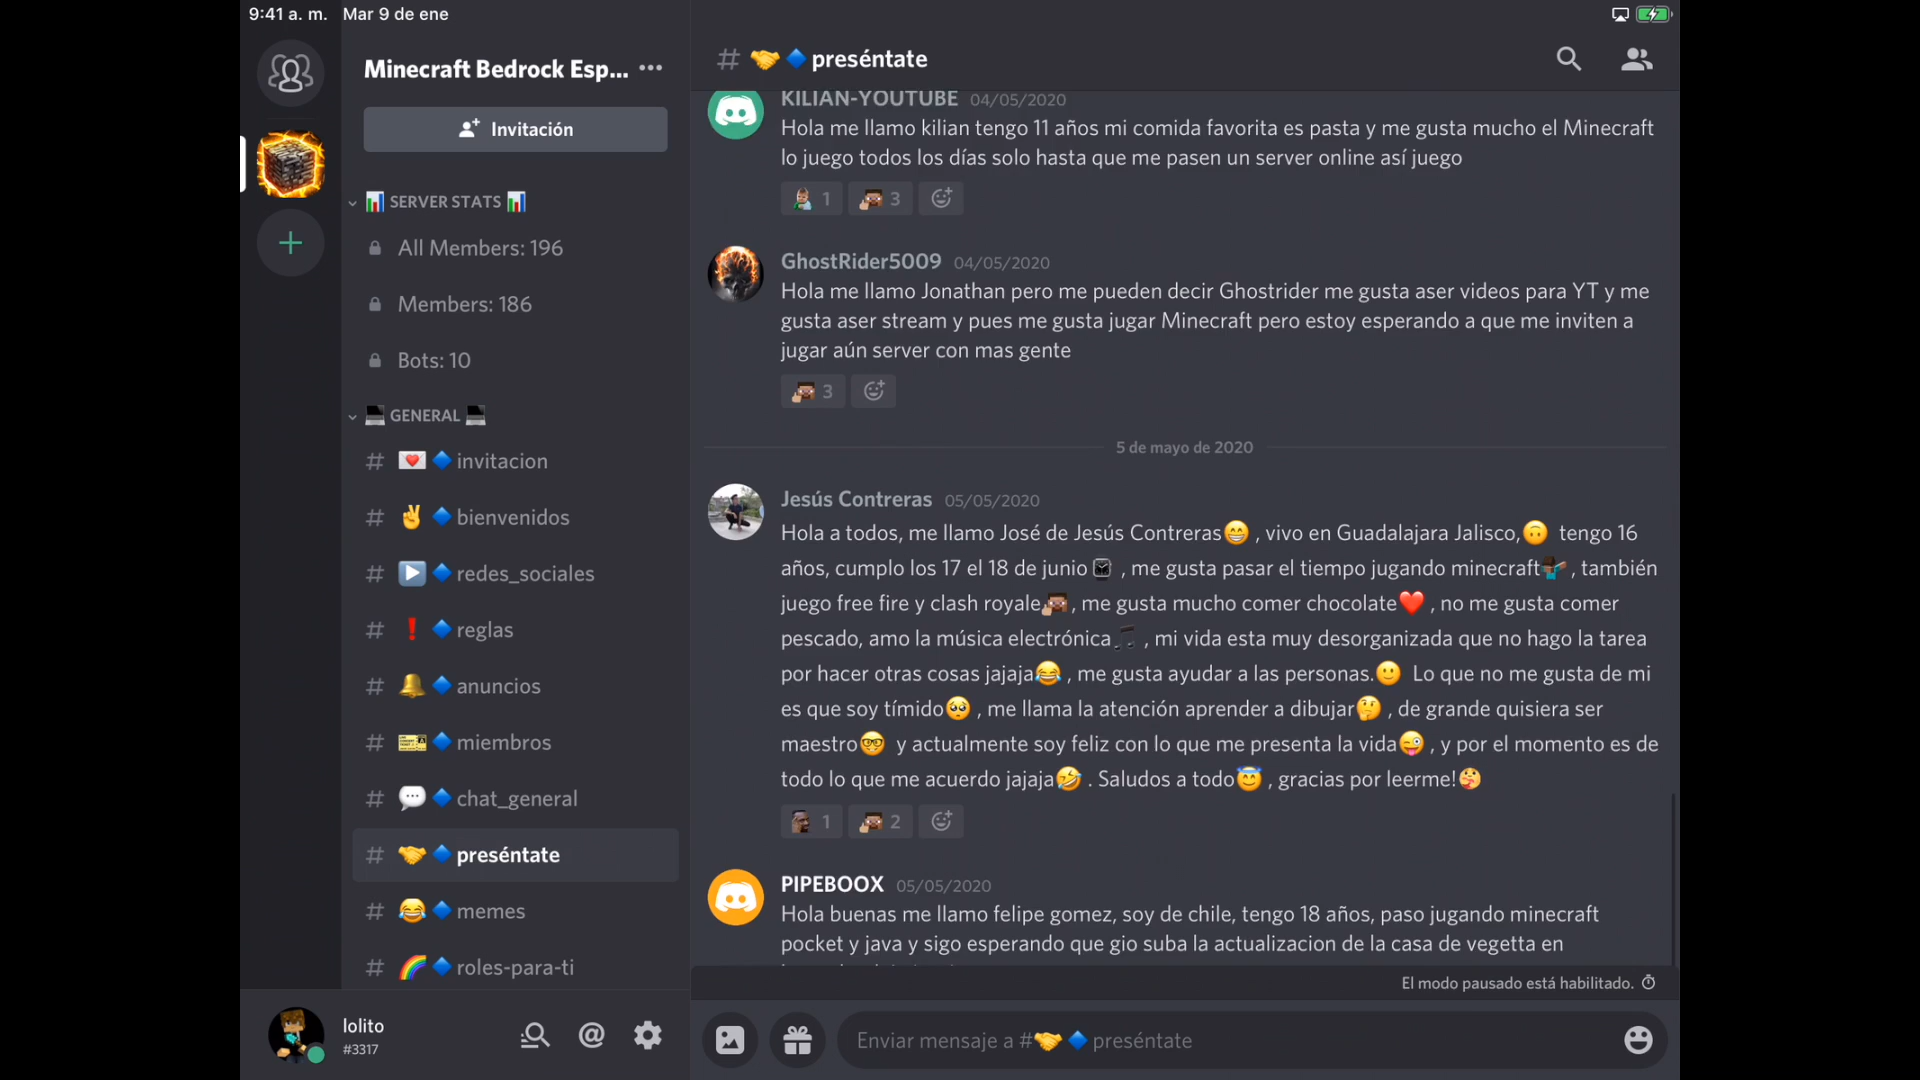 9:41 a. m. Mar 9 de ene
Minecraft Bedrock Esp...
Invitación
SERVER STATS
All Members: 196
Members: 186
Bots: 10
GENERAL
# invitacion
# bienvenidos
# redes_sociales
# reglas
# anuncios
# miembros
# chat_general
# preséntate
# memes
# roles-para-ti
lolito
#3317
# preséntate
KILIAN-YOUTUBE 04/05/2020
Hola me llamo kilian tengo 11 años mi comida favorita es pasta y me gusta mucho el Minecraft
lo juego todos los días solo hasta que me pasen un server online así juego
1 3
GhostRider5009 04/05/2020
Hola me llamo Jonathan pero me pueden decir Ghostrider me gusta aser videos para YT y me
gusta aser stream y pues me gusta jugar Minecraft pero estoy esperando a que me inviten a
jugar aún server con mas gente
3
5 de mayo de 2020
Jesús Contreras 05/05/2020
Hola a todos, me llamo José de Jesús Contreras😁 , vivo en Guadalajara Jalisco,🙃 tengo 16
años, cumplo los 17 el 18 de junio , me gusta pasar el tiempo jugando minecraft , también
juego free fire y clash royale , me gusta mucho comer chocolate❤️ , no me gusta comer
pescado, amo la música electrónica🎵 , mi vida esta muy desorganizada que no hago la tarea
por hacer otras cosas jajaja😂 , me gusta ayudar a las personas.🙂 Lo que no me gusta de mi
es que soy tímido🥺 , me llama la atención aprender a dibujar🤔 , de grande quisiera ser
maestro🤓 y actualmente soy feliz con lo que me presenta la vida😜 , y por el momento es de
todo lo que me acuerdo jajaja🤣 . Saludos a todo😇 , gracias por leerme!🤔
1 2
PIPEBOOX 05/05/2020
Hola buenas me llamo felipe gomez, soy de chile, tengo 18 años, paso jugando minecraft
pocket y java y sigo esperando que gio suba la actualizacion de la casa de vegetta en
El modo pausado está habilitado.
Enviar mensaje a # preséntate